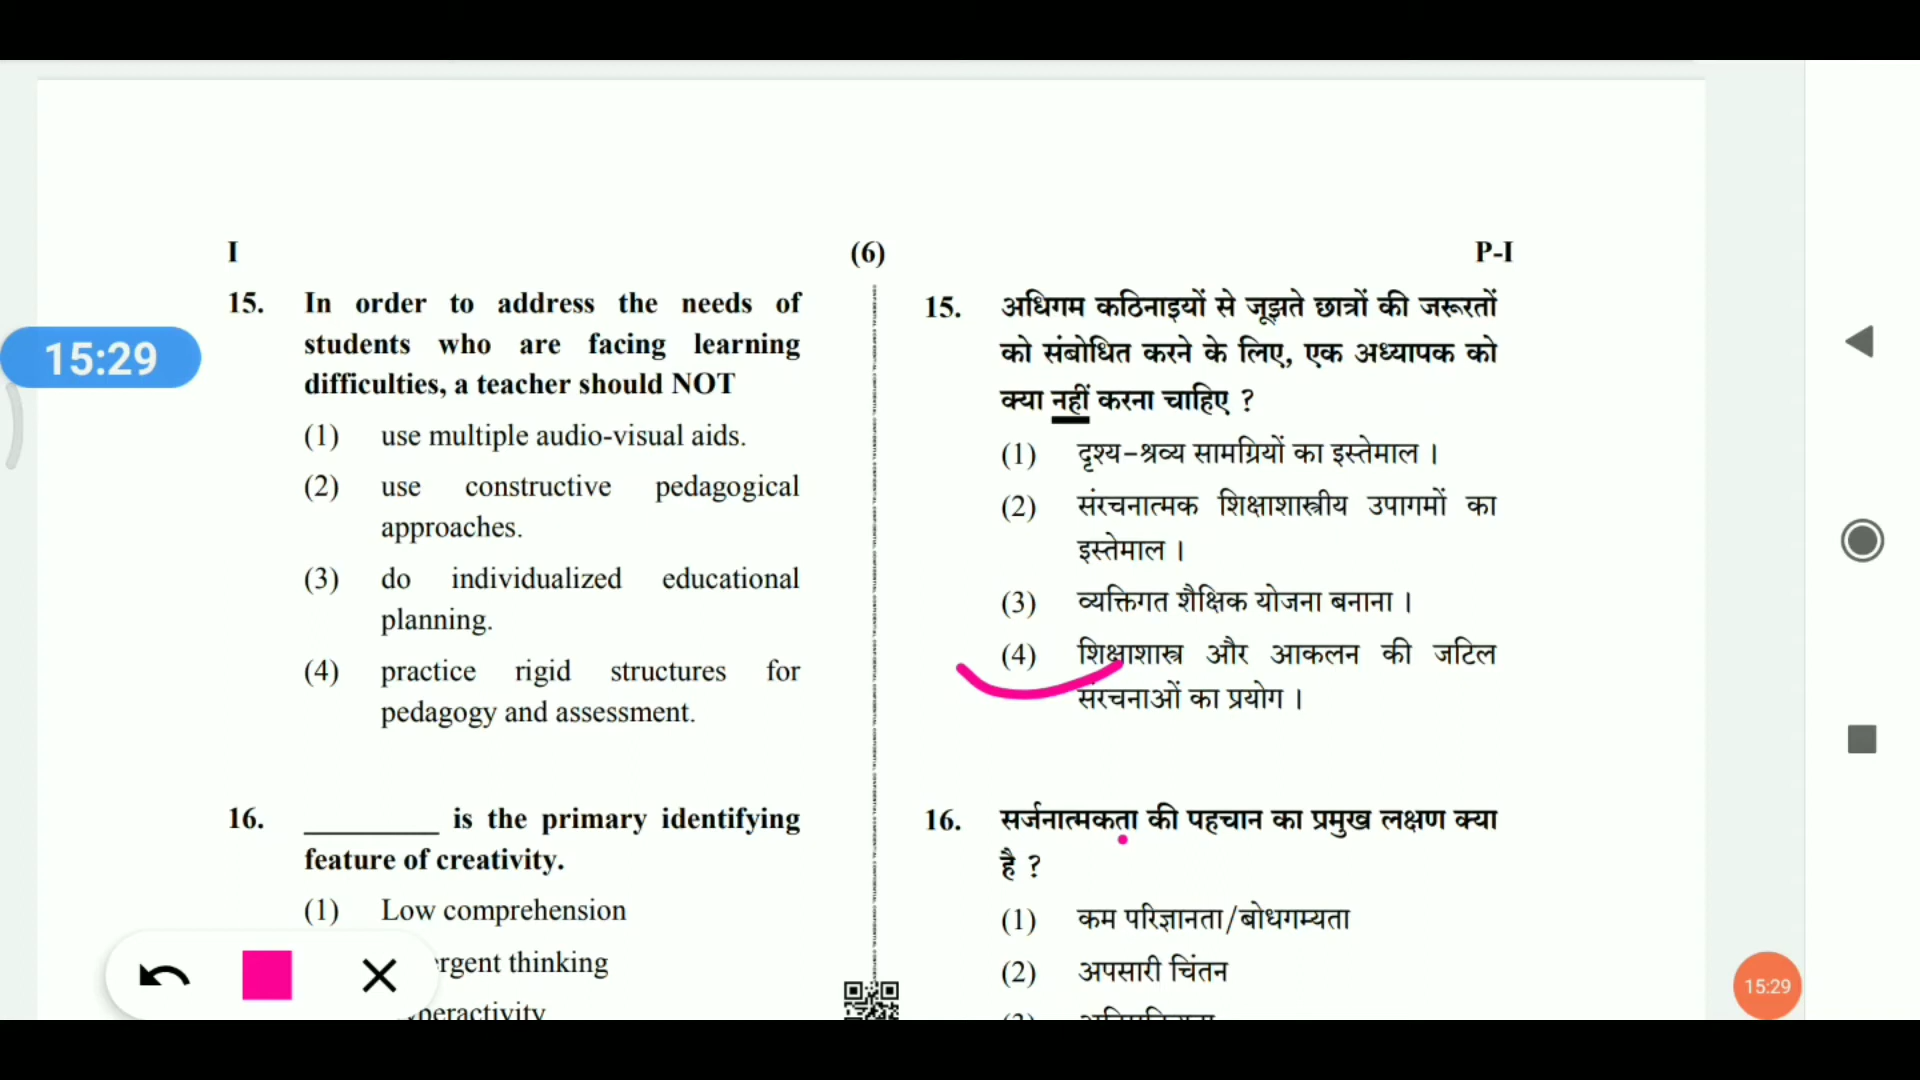 I (6) P-I
15:29
15. In order to address the needs of
students who are facing learning
difficulties, a teacher should NOT
(1) use multiple audio-visual aids.
(2) use constructive pedagogical
approaches.
(3) do individualized educational
planning.
(4) practice rigid structures for
pedagogy and assessment.
16. ________ is the primary identifying
feature of creativity.
(1) Low comprehension
thinking
15. अधिगम कठिनाइयों से जूझते छात्रों की जरूरतों
को संबोधित करने के लिए, एक अध्यापक को
क्या नहीं करना चाहिए ?
(1) दृश्य-श्रव्य सामग्रियों का इस्तेमाल ।
(2) संरचनात्मक शिक्षाशास्त्रीय उपागमों का
इस्तेमाल ।
(3) व्यक्तिगत शैक्षिक योजना बनाना ।
(4) शिक्षाशास्त्र और आकलन की जटिल
संरचनाओं का प्रयोग ।
16. सर्जनात्मकता की पहचान का प्रमुख लक्षण क्या
है ?
(1) कम परिज्ञानता/बोधगम्यता
(2) अपसारी चिंतन
15:29